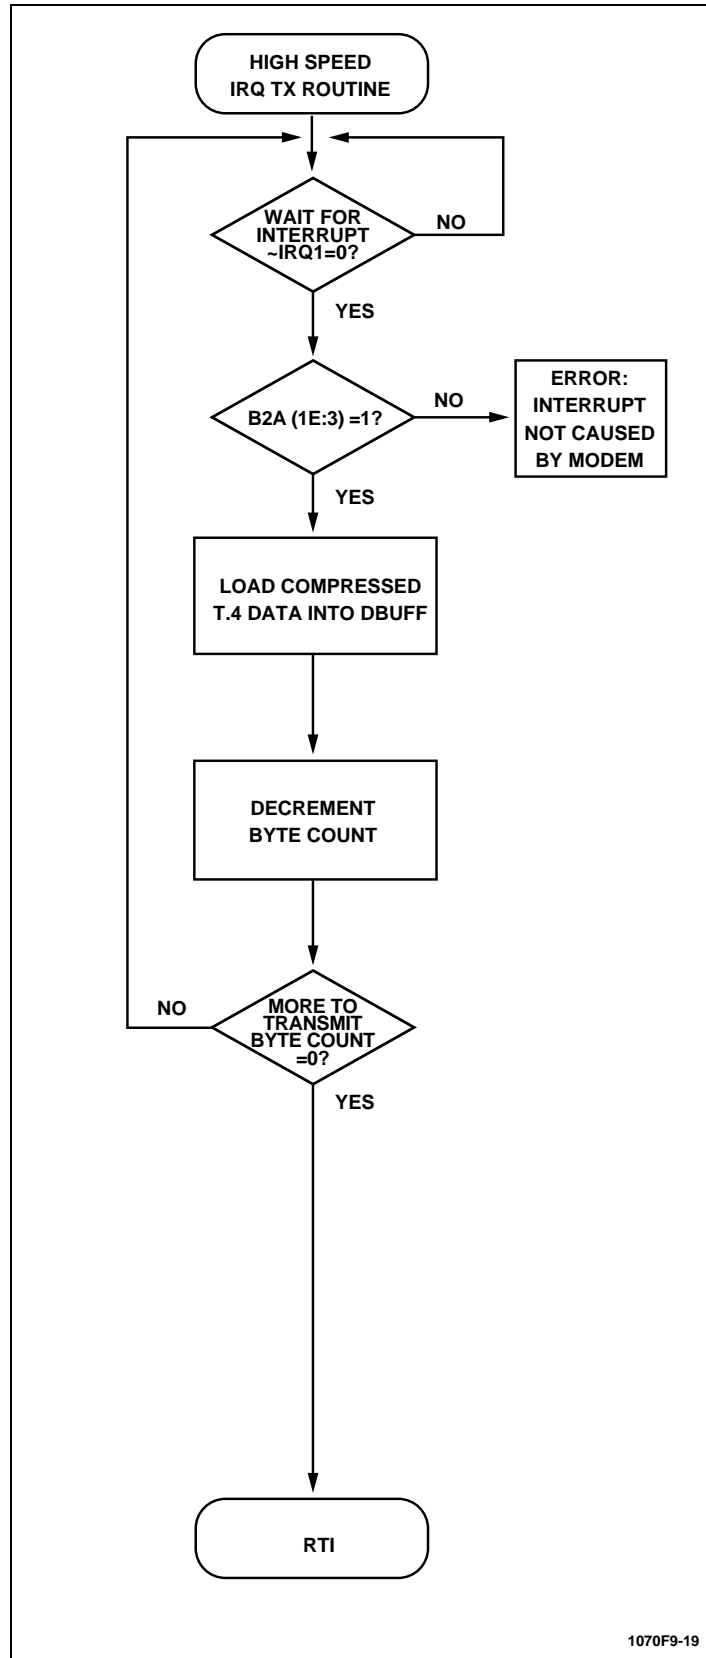 HIGH SPEED
IRQ TX ROUTINE
WAIT FOR
INTERRUPT
~IRQ1=0?
NO
YES
B2A (1E:3) =1?
NO
ERROR:
INTERRUPT
NOT CAUSED
BY MODEM
YES
LOAD COMPRESSED
T.4 DATA INTO DBUFF
DECREMENT
BYTE COUNT
MORE TO
TRANSMIT
BYTE COUNT
=0?
NO
YES
RTI
1070F9-19